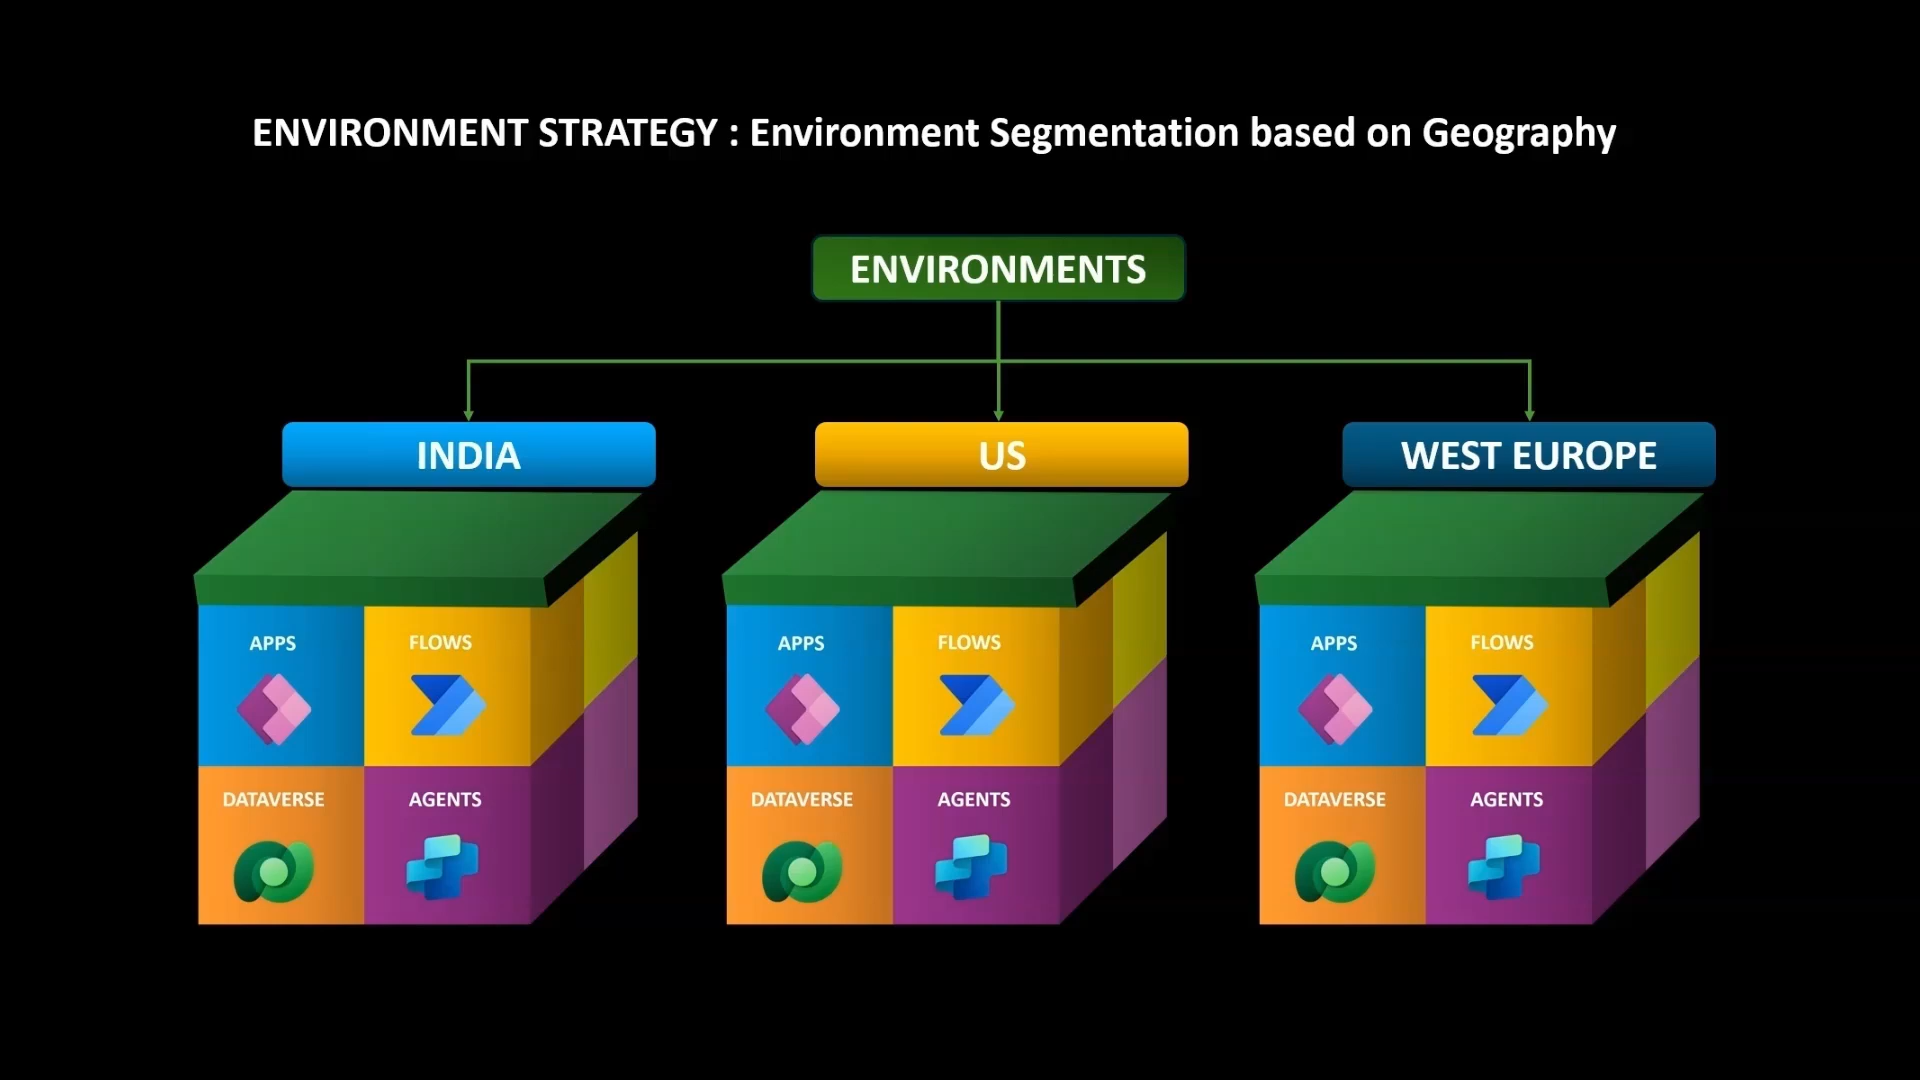 ENVIRONMENT STRATEGY : Environment Segmentation based on Geography
ENVIRONMENTS
INDIA
US
WEST EUROPE
APPS
FLOWS
DATAVERSE
AGENTS
APPS
FLOWS
DATAVERSE
AGENTS
APPS
FLOWS
DATAVERSE
AGENTS